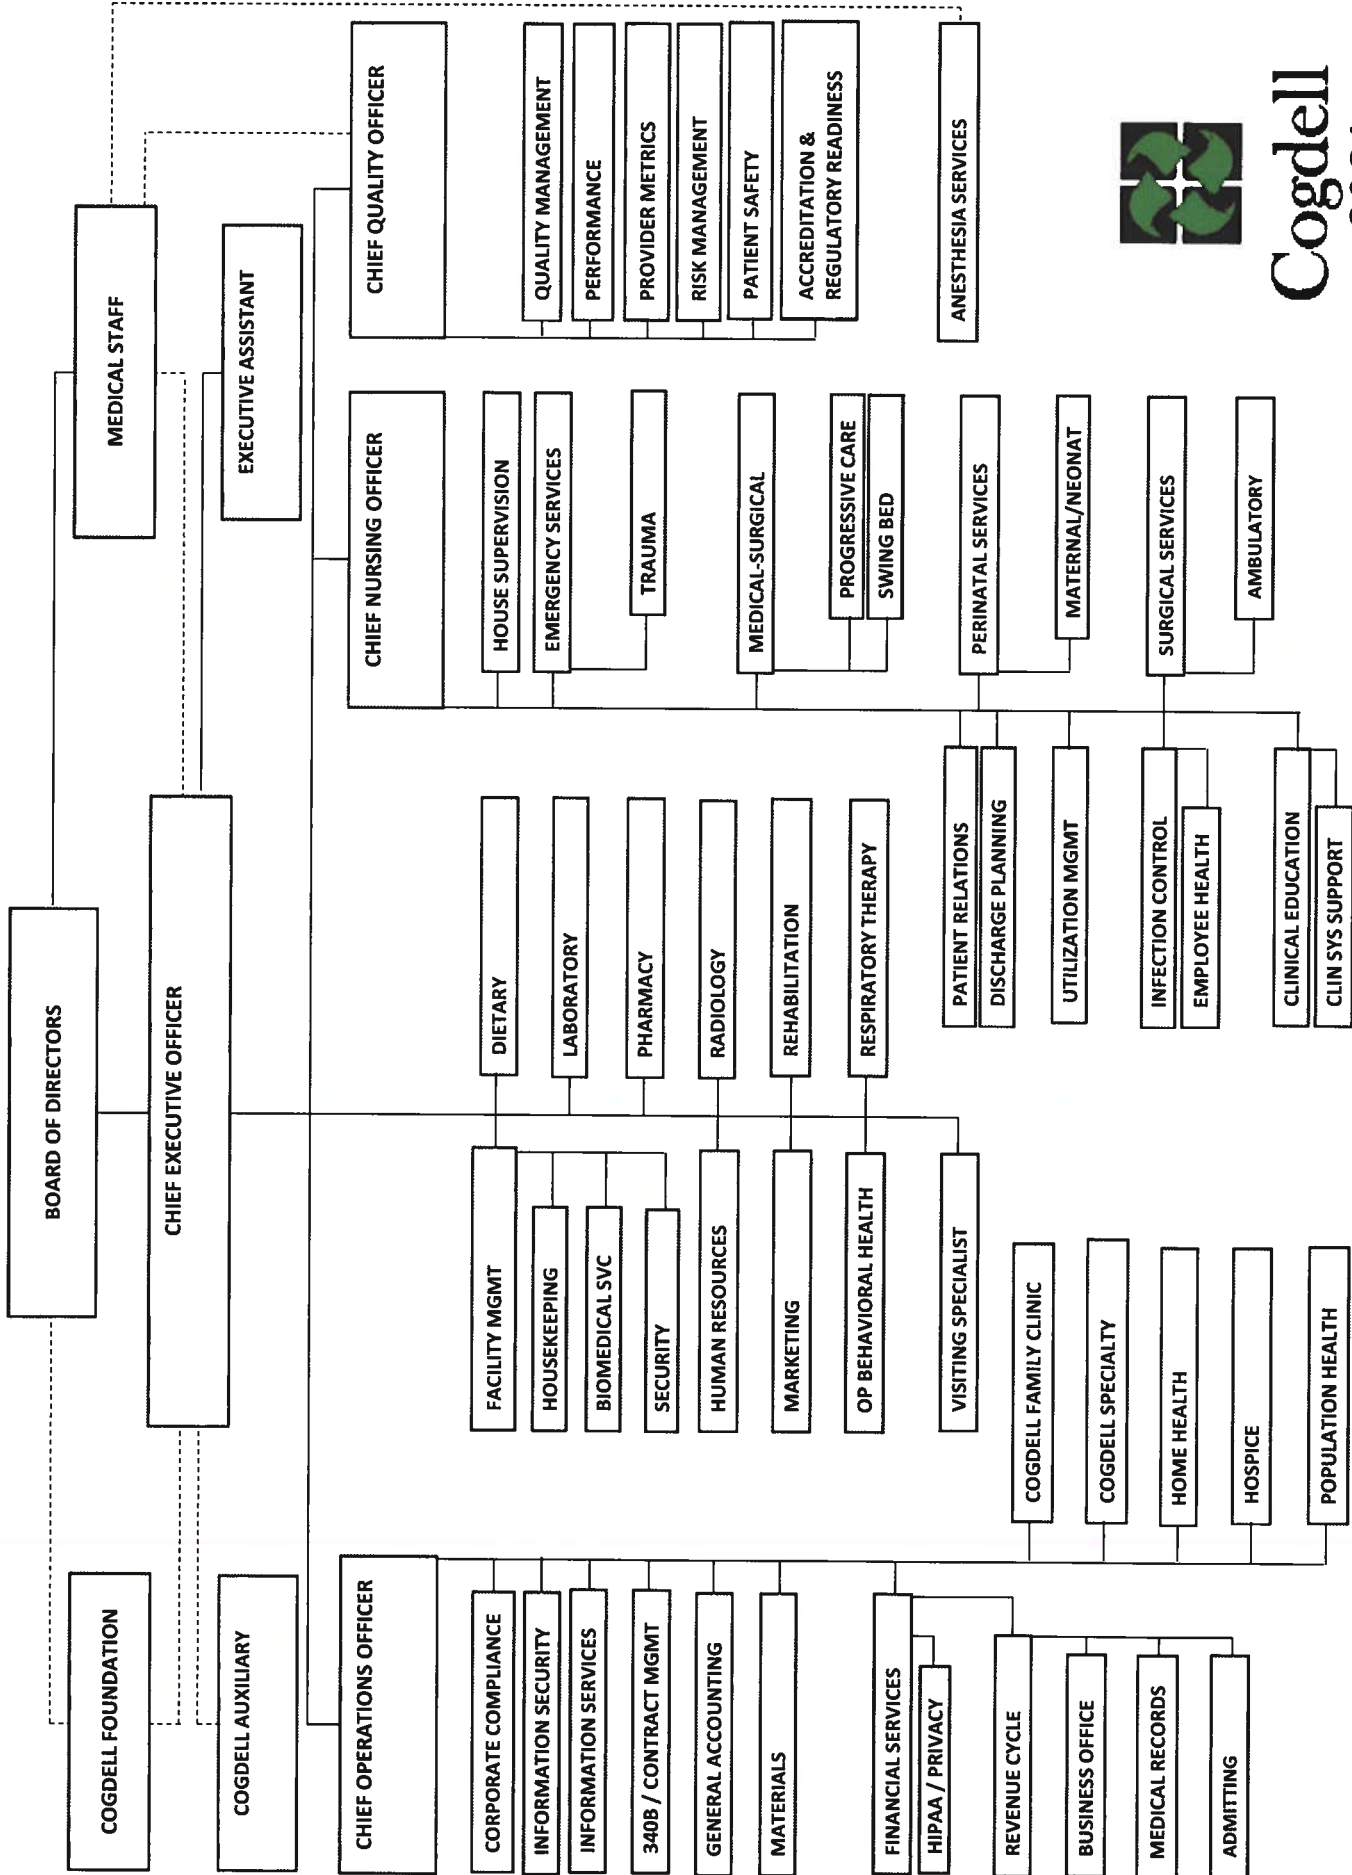 BOARD OF DIRECTORS
COGDELL FOUNDATION
MEDICAL STAFF
CHIEF EXECUTIVE OFFICER
COGDELL AUXILIARY
EXECUTIVE ASSISTANT
CHIEF OPERATIONS OFFICER
CHIEF NURSING OFFICER
CHIEF QUALITY OFFICER
CORPORATE COMPLIANCE
INFORMATION SECURITY
INFORMATION SERVICES
340B / CONTRACT MGMT
GENERAL ACCOUNTING
MATERIALS
FINANCIAL SERVICES
HIPAA / PRIVACY
REVENUE CYCLE
BUSINESS OFFICE
MEDICAL RECORDS
ADMITTING
COGDELL FAMILY CLINIC
COGDELL SPECIALTY
HOME HEALTH
HOSPICE
POPULATION HEALTH
FACILITY MGMT
HOUSEKEEPING
BIOMEDICAL SVC
SECURITY
HUMAN RESOURCES
MARKETING
OP BEHAVIORAL HEALTH
VISITING SPECIALIST
DIETARY
LABORATORY
PHARMACY
RADIOLOGY
REHABILITATION
RESPIRATORY THERAPY
PATIENT RELATIONS
DISCHARGE PLANNING
UTILIZATION MGMT
INFECTION CONTROL
EMPLOYEE HEALTH
CLINICAL EDUCATION
CLIN SYS SUPPORT
HOUSE SUPERVISION
EMERGENCY SERVICES
TRAUMA
MEDICAL-SURGICAL
PROGRESSIVE CARE
SWING BED
PERINATAL SERVICES
MATERNAL/NEONAT
SURGICAL SERVICES
AMBULATORY
QUALITY MANAGEMENT
PERFORMANCE
PROVIDER METRICS
RISK MANAGEMENT
PATIENT SAFETY
ACCREDITATION &
REGULATORY READINESS
ANESTHESIA SERVICES
Cogdell